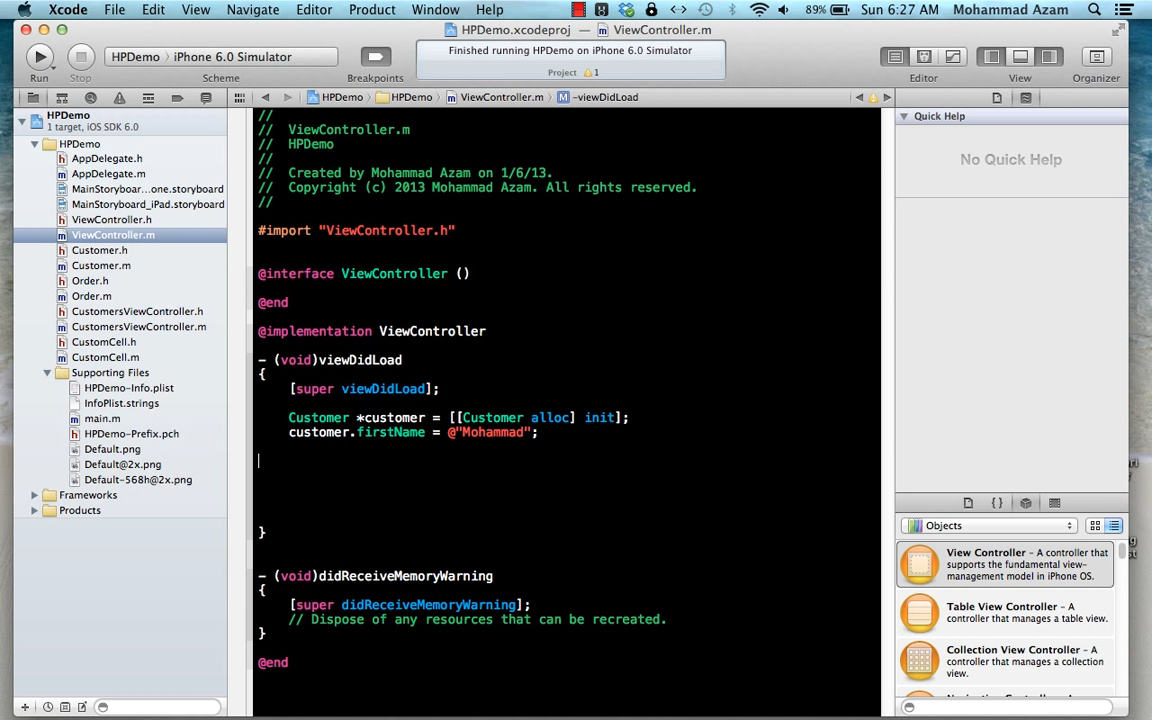 Xcode File Edit View Navigate Editor Product Window Help 89% Sun 6:27 AM Mohammad Azam
HPDemo.xcodeproj — ViewController.m
Run Stop
HPDemo iPhone 6.0 Simulator
Scheme
Breakpoints
Finished running HPDemo on iPhone 6.0 Simulator
Project 1
Editor View Organizer
HPDemo HPDemo ViewController.m -viewDidLoad
HPDemo
1 target, iOS SDK 6.0
HPDemo
AppDelegate.h
AppDelegate.m
MainStoryboard...one.storyboard
MainStoryboard_iPad.storyboard
ViewController.h
ViewController.m
Customer.h
Customer.m
Order.h
Order.m
CustomersViewController.h
CustomersViewController.m
CustomCell.h
CustomCell.m
Supporting Files
HPDemo-Info.plist
InfoPlist.strings
main.m
HPDemo-Prefix.pch
Default.png
Default@2x.png
Default-568h@2x.png
Frameworks
Products
//
// ViewController.m
// HPDemo
//
// Created by Mohammad Azam on 1/6/13.
// Copyright (c) 2013 Mohammad Azam. All rights reserved.
//
#import "ViewController.h"
@interface ViewController ()
@end
@implementation ViewController
- (void)viewDidLoad
{
[super viewDidLoad];
Customer *customer = [[Customer alloc] init];
customer.firstName = @"Mohammad";
}
- (void)didReceiveMemoryWarning
{
[super didReceiveMemoryWarning];
// Dispose of any resources that can be recreated.
}
@end
Quick Help
No Quick Help
Objects
View Controller – A controller that
supports the fundamental view-
management model in iPhone OS.
Table View Controller – A
controller that manages a table view.
Collection View Controller – A
controller that manages a collection
view.